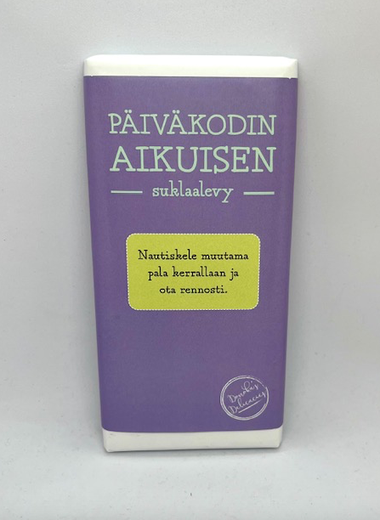 PÄIVÄKODIN
AIKUISEN
suklaalevy
Nautiskele muutama
pala kerrallaan ja
ota rennosti.